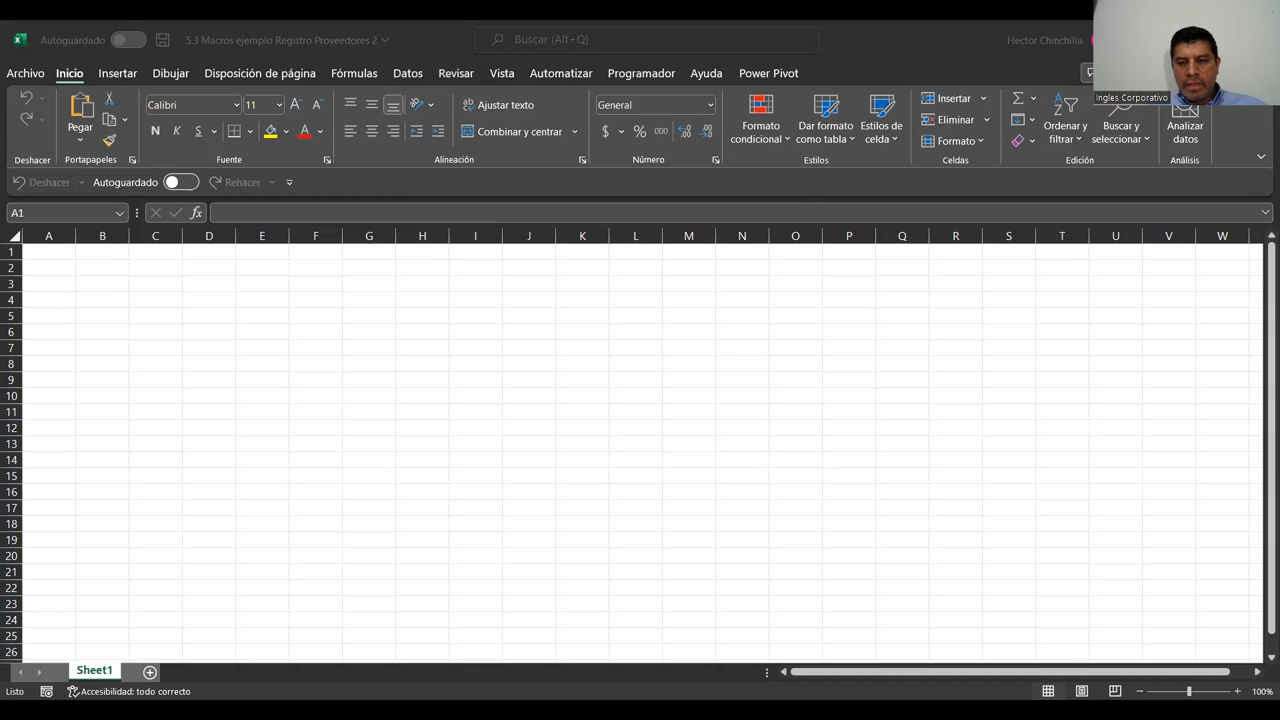 Autoguardado 5.3 Macros ejemplo Registro Proveedores 2 Buscar (Alt+Q) Hector Chinchilla
Ingles Corporativo
Archivo Inicio Insertar Dibujar Disposición de página Fórmulas Datos Revisar Vista Automatizar Programador Ayuda Power Pivot
Pegar
Calibri 11
N K S
Ajustar texto
Combinar y centrar
General
$ % 000
Formato condicional
Dar formato como tabla
Estilos de celda
Insertar
Eliminar
Formato
Ordenar y filtrar
Buscar y seleccionar
Analizar datos
Deshacer Portapapeles Fuente Alineación Número Estilos Celdas Edición Análisis
Deshacer Autoguardado Rehacer
A1 fx
A B C D E F G H I J K L M N O P Q R S T U V W
1
2
3
4
5
6
7
8
9
10
11
12
13
14
15
16
17
18
19
20
21
22
23
24
25
26
Sheet1
Listo Accesibilidad: todo correcto 100%